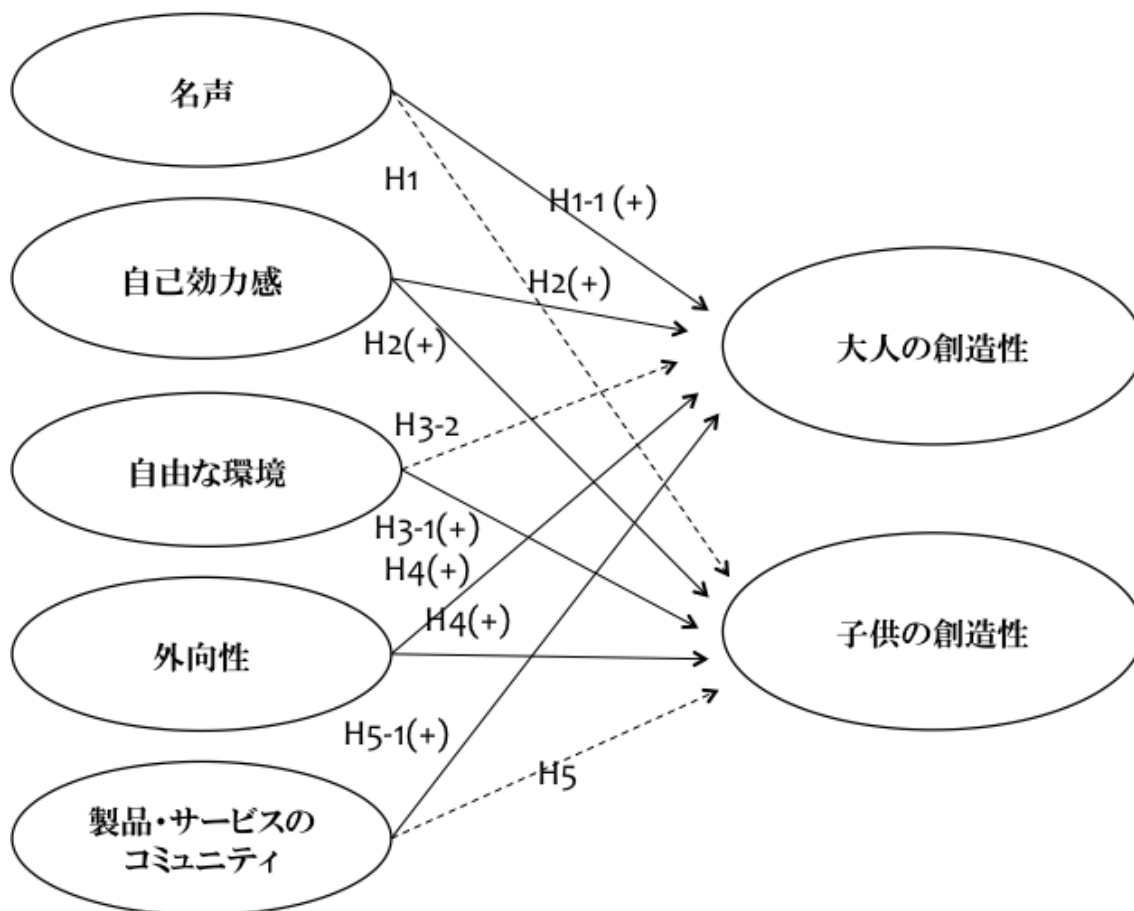 名声
H1
H1-1 (+)
自己効力感
H2(+)
H2(+)
大人の創造性
自由な環境
H3-2
H3-1(+)
H4(+)
H4(+)
外向性
子供の創造性
H5-1(+)
H5
製品・サービスの
コミュニティ